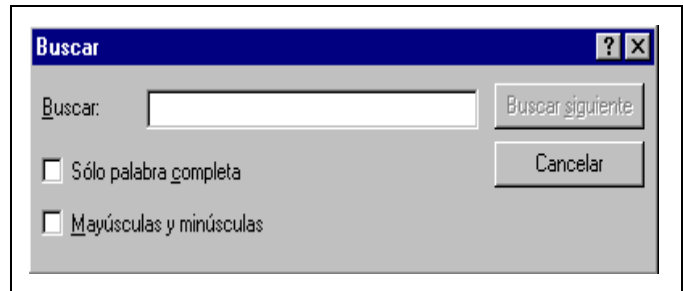 Buscar
Buscar:
Buscar siguiente
Sólo palabra completa
Cancelar
Mayúsculas y minúsculas